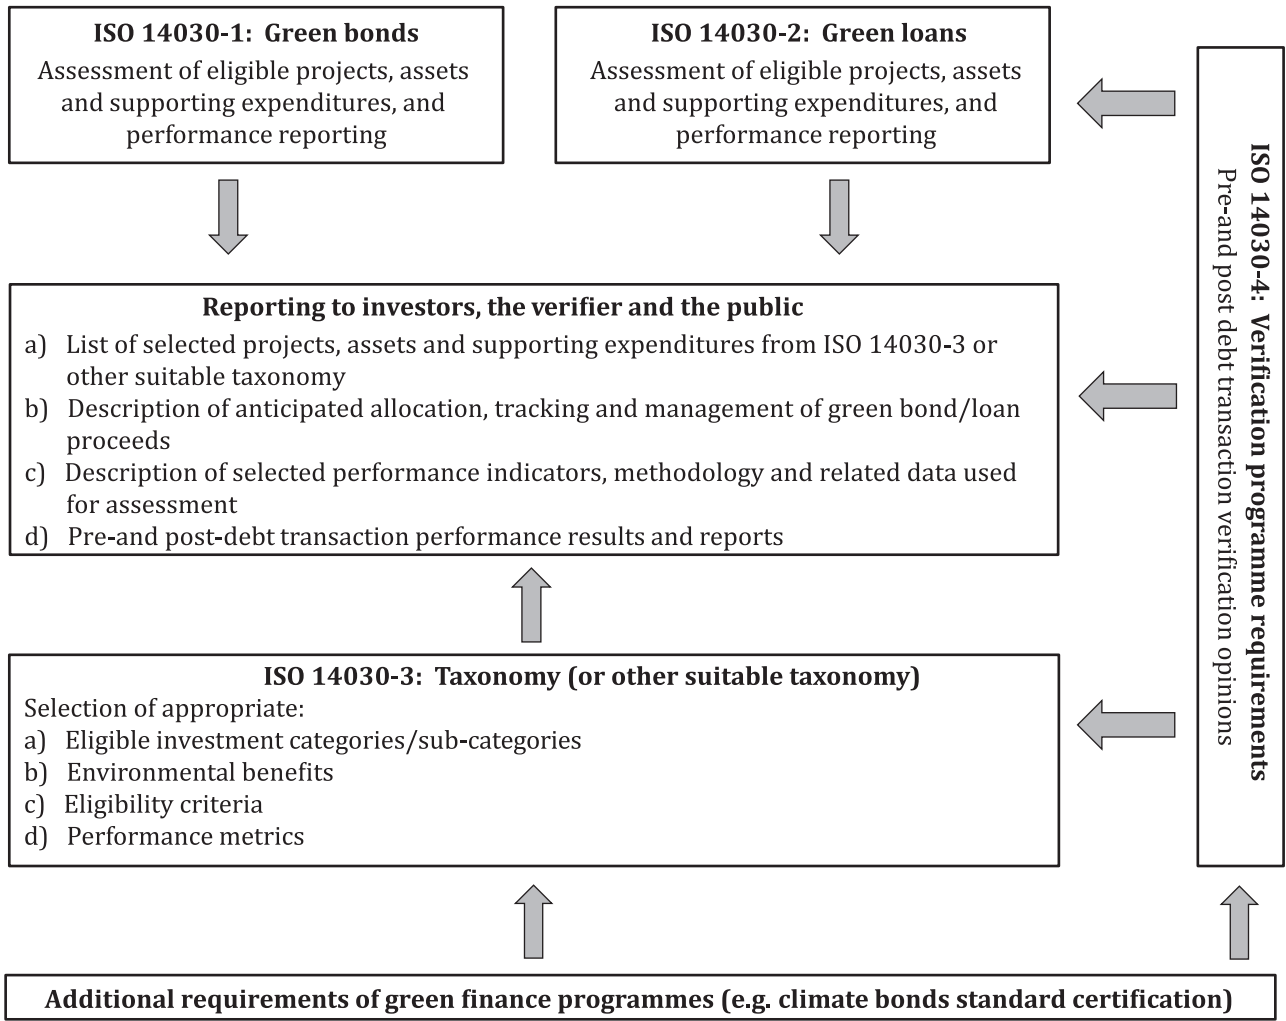 ISO 14030-1: Green bonds
Assessment of eligible projects, assets
and supporting expenditures, and
performance reporting
ISO 14030-2: Green loans
Assessment of eligible projects, assets
and supporting expenditures, and
performance reporting
ISO 14030-4: Verification programme requirements
Pre-and post debt transaction verification opinions
Reporting to investors, the verifier and the public
a) List of selected projects, assets and supporting expenditures from ISO 14030-3 or
other suitable taxonomy
b) Description of anticipated allocation, tracking and management of green bond/loan
proceeds
c) Description of selected performance indicators, methodology and related data used
for assessment
d) Pre-and post-debt transaction performance results and reports
ISO 14030-3: Taxonomy (or other suitable taxonomy)
Selection of appropriate:
a) Eligible investment categories/sub-categories
b) Environmental benefits
c) Eligibility criteria
d) Performance metrics
Additional requirements of green finance programmes (e.g. climate bonds standard certification)